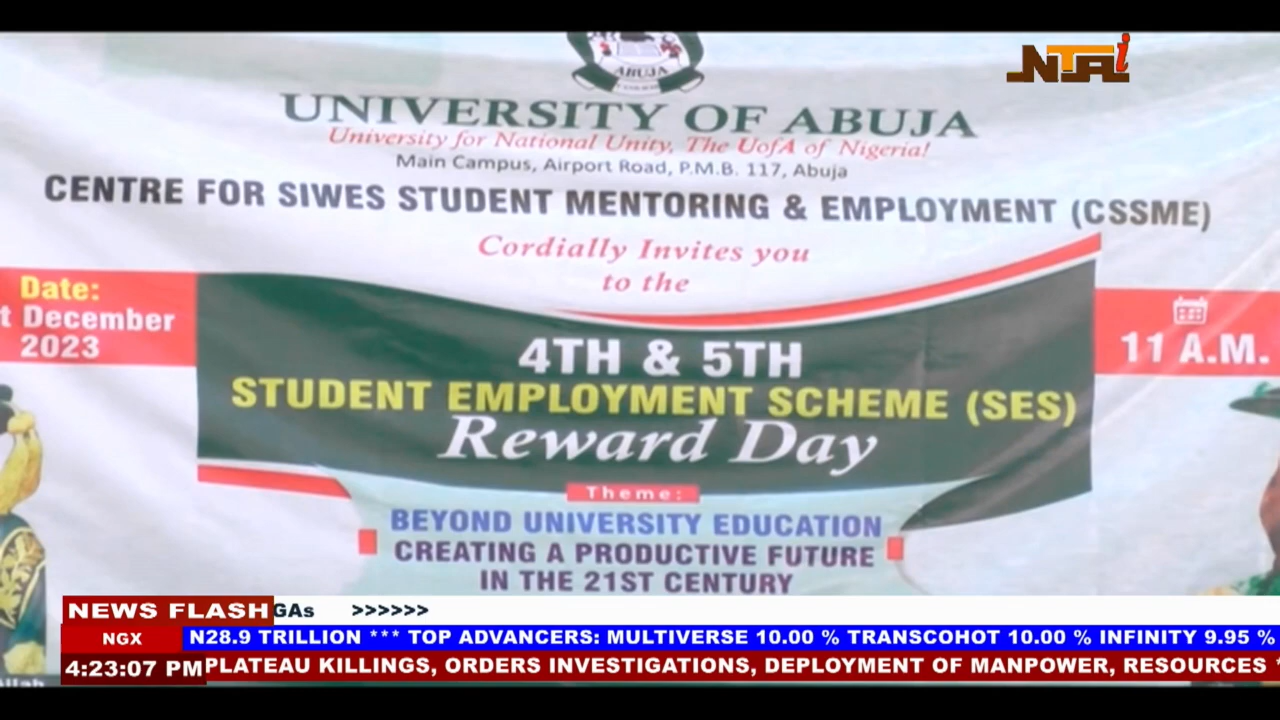 NTAi
ABUJA
UNIVERSITY OF ABUJA
University for National Unity, The UofA of Nigeria!
Main Campus, Airport Road, P.M.B. 117, Abuja
CENTRE FOR SIWES STUDENT MENTORING & EMPLOYMENT (CSSME)
Cordially Invites you
to the
Date:
t December
2023
11 A.M.
4TH & 5TH
STUDENT EMPLOYMENT SCHEME (SES)
Reward Day
Theme:
BEYOND UNIVERSITY EDUCATION
CREATING A PRODUCTIVE FUTURE
IN THE 21ST CENTURY
NEWS FLASH GAs >>>>>>
NGX N28.9 TRILLION *** TOP ADVANCERS: MULTIVERSE 10.00 % TRANSCOHOT 10.00 % INFINITY 9.95 %
4:23:07 PM PLATEAU KILLINGS, ORDERS INVESTIGATIONS, DEPLOYMENT OF MANPOWER, RESOURCES *